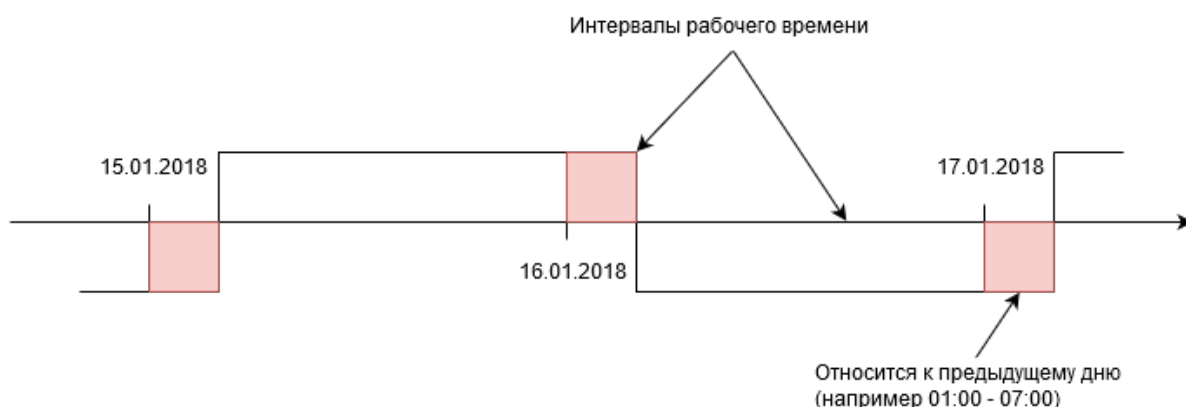 Интервалы рабочего времени
15.01.2018
17.01.2018
16.01.2018
Относится к предыдущему дню
(например 01:00 - 07:00)